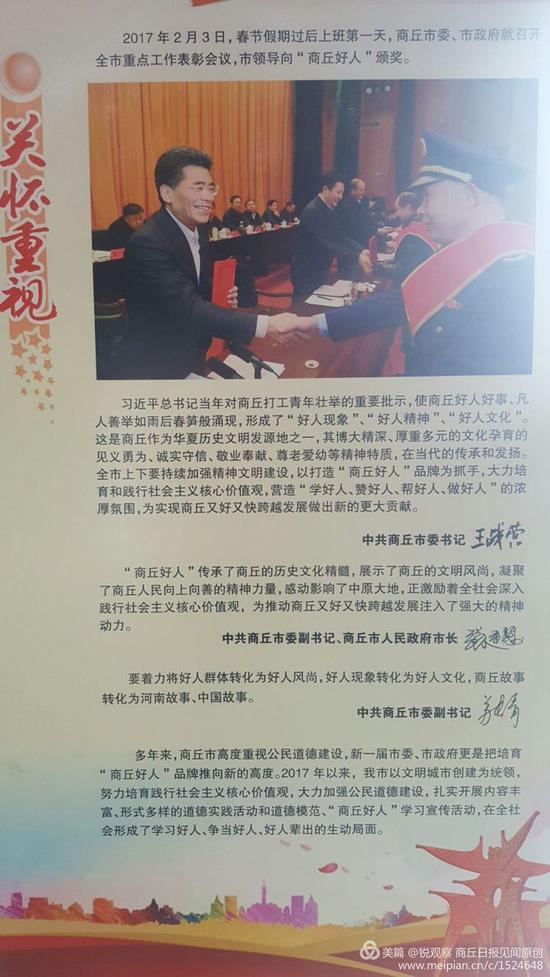 2017年2月3日，春节假期过后上班第一天，商丘市委、市政府就召开
全市重点工作表彰会议，市领导向“商丘好人”颁奖。
关怀重视
习近平总书记当年对商丘打工青年壮举的重要批示，使商丘好人好事、凡
人善举如雨后春笋般涌现，形成了“好人现象”、“好人精神”、“好人文化”。
这是商丘作为华夏历史文明发源地之一，其博大精深、厚重多元的文化孕育的
见义勇为、诚实守信、敬业奉献、尊老爱幼等精神特质，在当代的传承和发扬。
全市上下要持续加强精神文明建设，以打造“商丘好人”品牌为抓手，大力培
育和践行社会主义核心价值观，营造“学好人、赞好人、帮好人、做好人”的浓
厚氛围，为实现商丘又好又快跨越发展做出新的更大贡献。
中共商丘市委书记 王战营
“商丘好人”传承了商丘的历史文化精髓，展示了商丘的文明风尚，凝聚
了商丘人民向上向善的精神力量，感动影响了中原大地，正激励着全社会深入
践行社会主义核心价值观，为推动商丘又好又快跨越发展注入了强大的精神
动力。
中共商丘市委副书记、商丘市人民政府市长
要着力将好人群体转化为好人风尚，好人现象转化为好人文化，商丘故事
转化为河南故事、中国故事。
中共商丘市委副书记
多年来，商丘市高度重视公民道德建设，新一届市委、市政府更是把培育
“商丘好人”品牌推向新的高度。2017年以来，我市以文明城市创建为统领，
努力培育践行社会主义核心价值观，大力加强公民道德建设，扎实开展内容丰
富、形式多样的道德实践活动和道德模范、“商丘好人”学习宣传活动，在全社
会形成了学习好人、争当好人、好人辈出的生动局面。
美篇 @锐观察 商丘日报见闻原创
www.meipian.cn/c/1524648